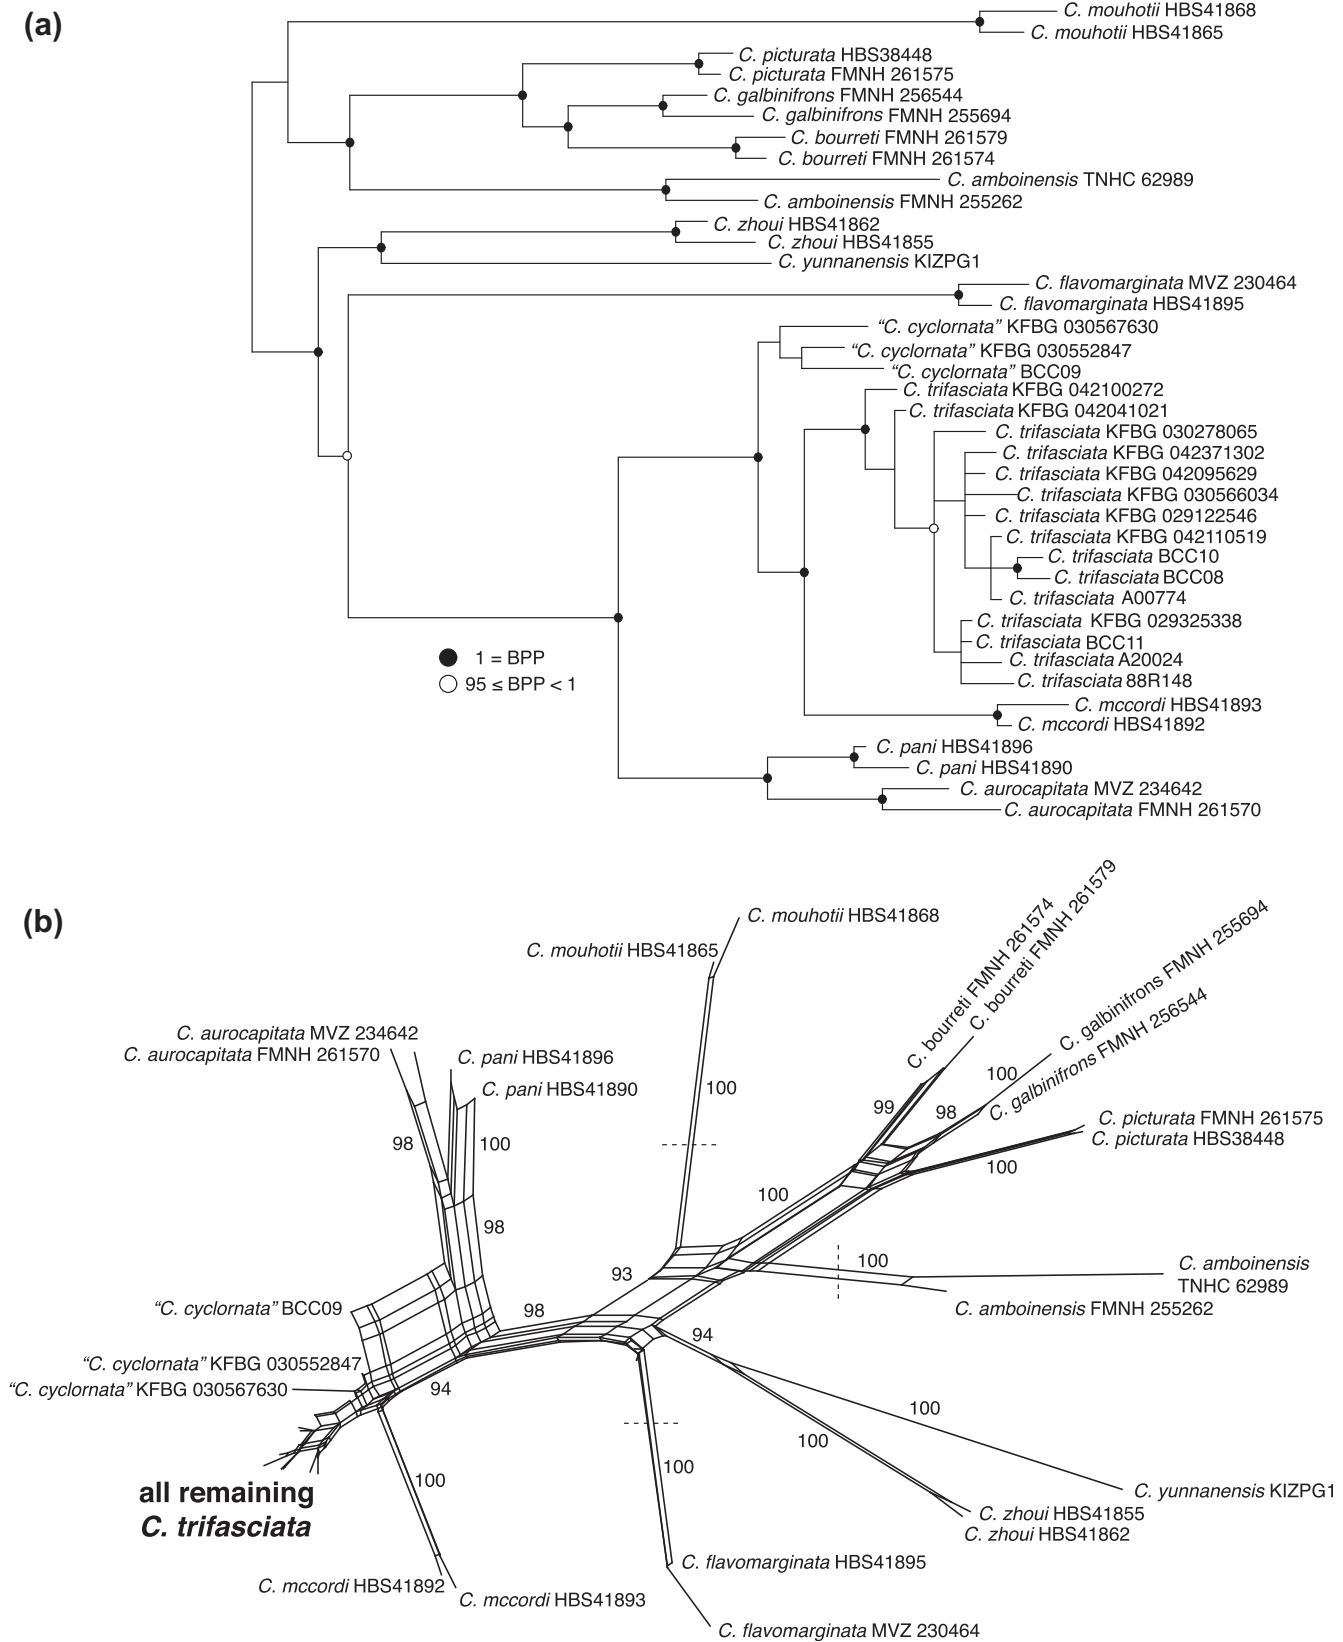 (a)
C. mouhotii HBS41868
C. mouhotii HBS41865
C. picturata HBS38448
C. picturata FMNH 261575
C. galbinifrons FMNH 256544
C. galbinifrons FMNH 255694
C. bourreti FMNH 261579
C. bourreti FMNH 261574
C. amboinensis TNHC 62989
C. amboinensis FMNH 255262
C. zhoui HBS41862
C. zhoui HBS41855
C. yunnanensis KIZPG1
C. flavomarginata MVZ 230464
C. flavomarginata HBS41895
“C. cyclornata” KFBG 030567630
“C. cyclornata” KFBG 030552847
“C. cyclornata” BCC09
C. trifasciata KFBG 042100272
C. trifasciata KFBG 042041021
C. trifasciata KFBG 030278065
C. trifasciata KFBG 042371302
C. trifasciata KFBG 042095629
C. trifasciata KFBG 030566034
C. trifasciata KFBG 029122546
C. trifasciata KFBG 042110519
C. trifasciata BCC10
C. trifasciata BCC08
C. trifasciata A00774
C. trifasciata KFBG 029325338
C. trifasciata BCC11
C. trifasciata A20024
C. trifasciata 88R148
C. mccordi HBS41893
C. mccordi HBS41892
C. pani HBS41896
C. pani HBS41890
C. aurocapitata MVZ 234642
C. aurocapitata FMNH 261570
1 = BPP
95 ≤ BPP < 1
(b)
C. mouhotii HBS41868
C. mouhotii HBS41865
C. bourreti FMNH 261574
C. bourreti FMNH 261579
C. galbinifrons FMNH 255694
C. galbinifrons FMNH 256544
C. aurocapitata MVZ 234642
C. aurocapitata FMNH 261570
C. pani HBS41896
C. pani HBS41890
100
100
99
98
C. picturata FMNH 261575
C. picturata HBS38448
98
100
100
100
98
93
100
C. amboinensis
TNHC 62989
C. amboinensis FMNH 255262
“C. cyclornata” BCC09
98
94
“C. cyclornata” KFBG 030552847
“C. cyclornata” KFBG 030567630
94
100
100
100
100
all remaining
C. trifasciata
C. yunnanensis KIZPG1
C. zhoui HBS41855
C. zhoui HBS41862
C. flavomarginata HBS41895
C. mccordi HBS41892
C. mccordi HBS41893
C. flavomarginata MVZ 230464